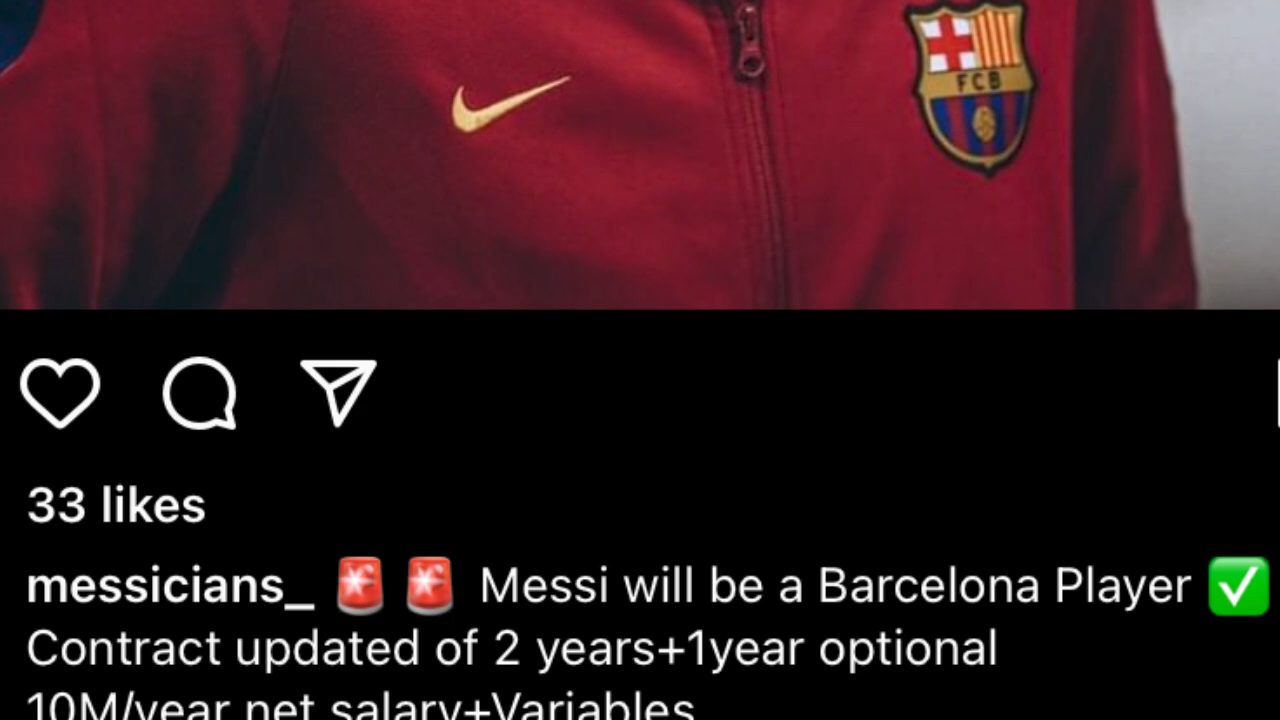 FCB
33 likes
messicians_ 🚨 🚨 Messi will be a Barcelona Player ✅
Contract updated of 2 years+1year optional
10M/year net salary+Variables